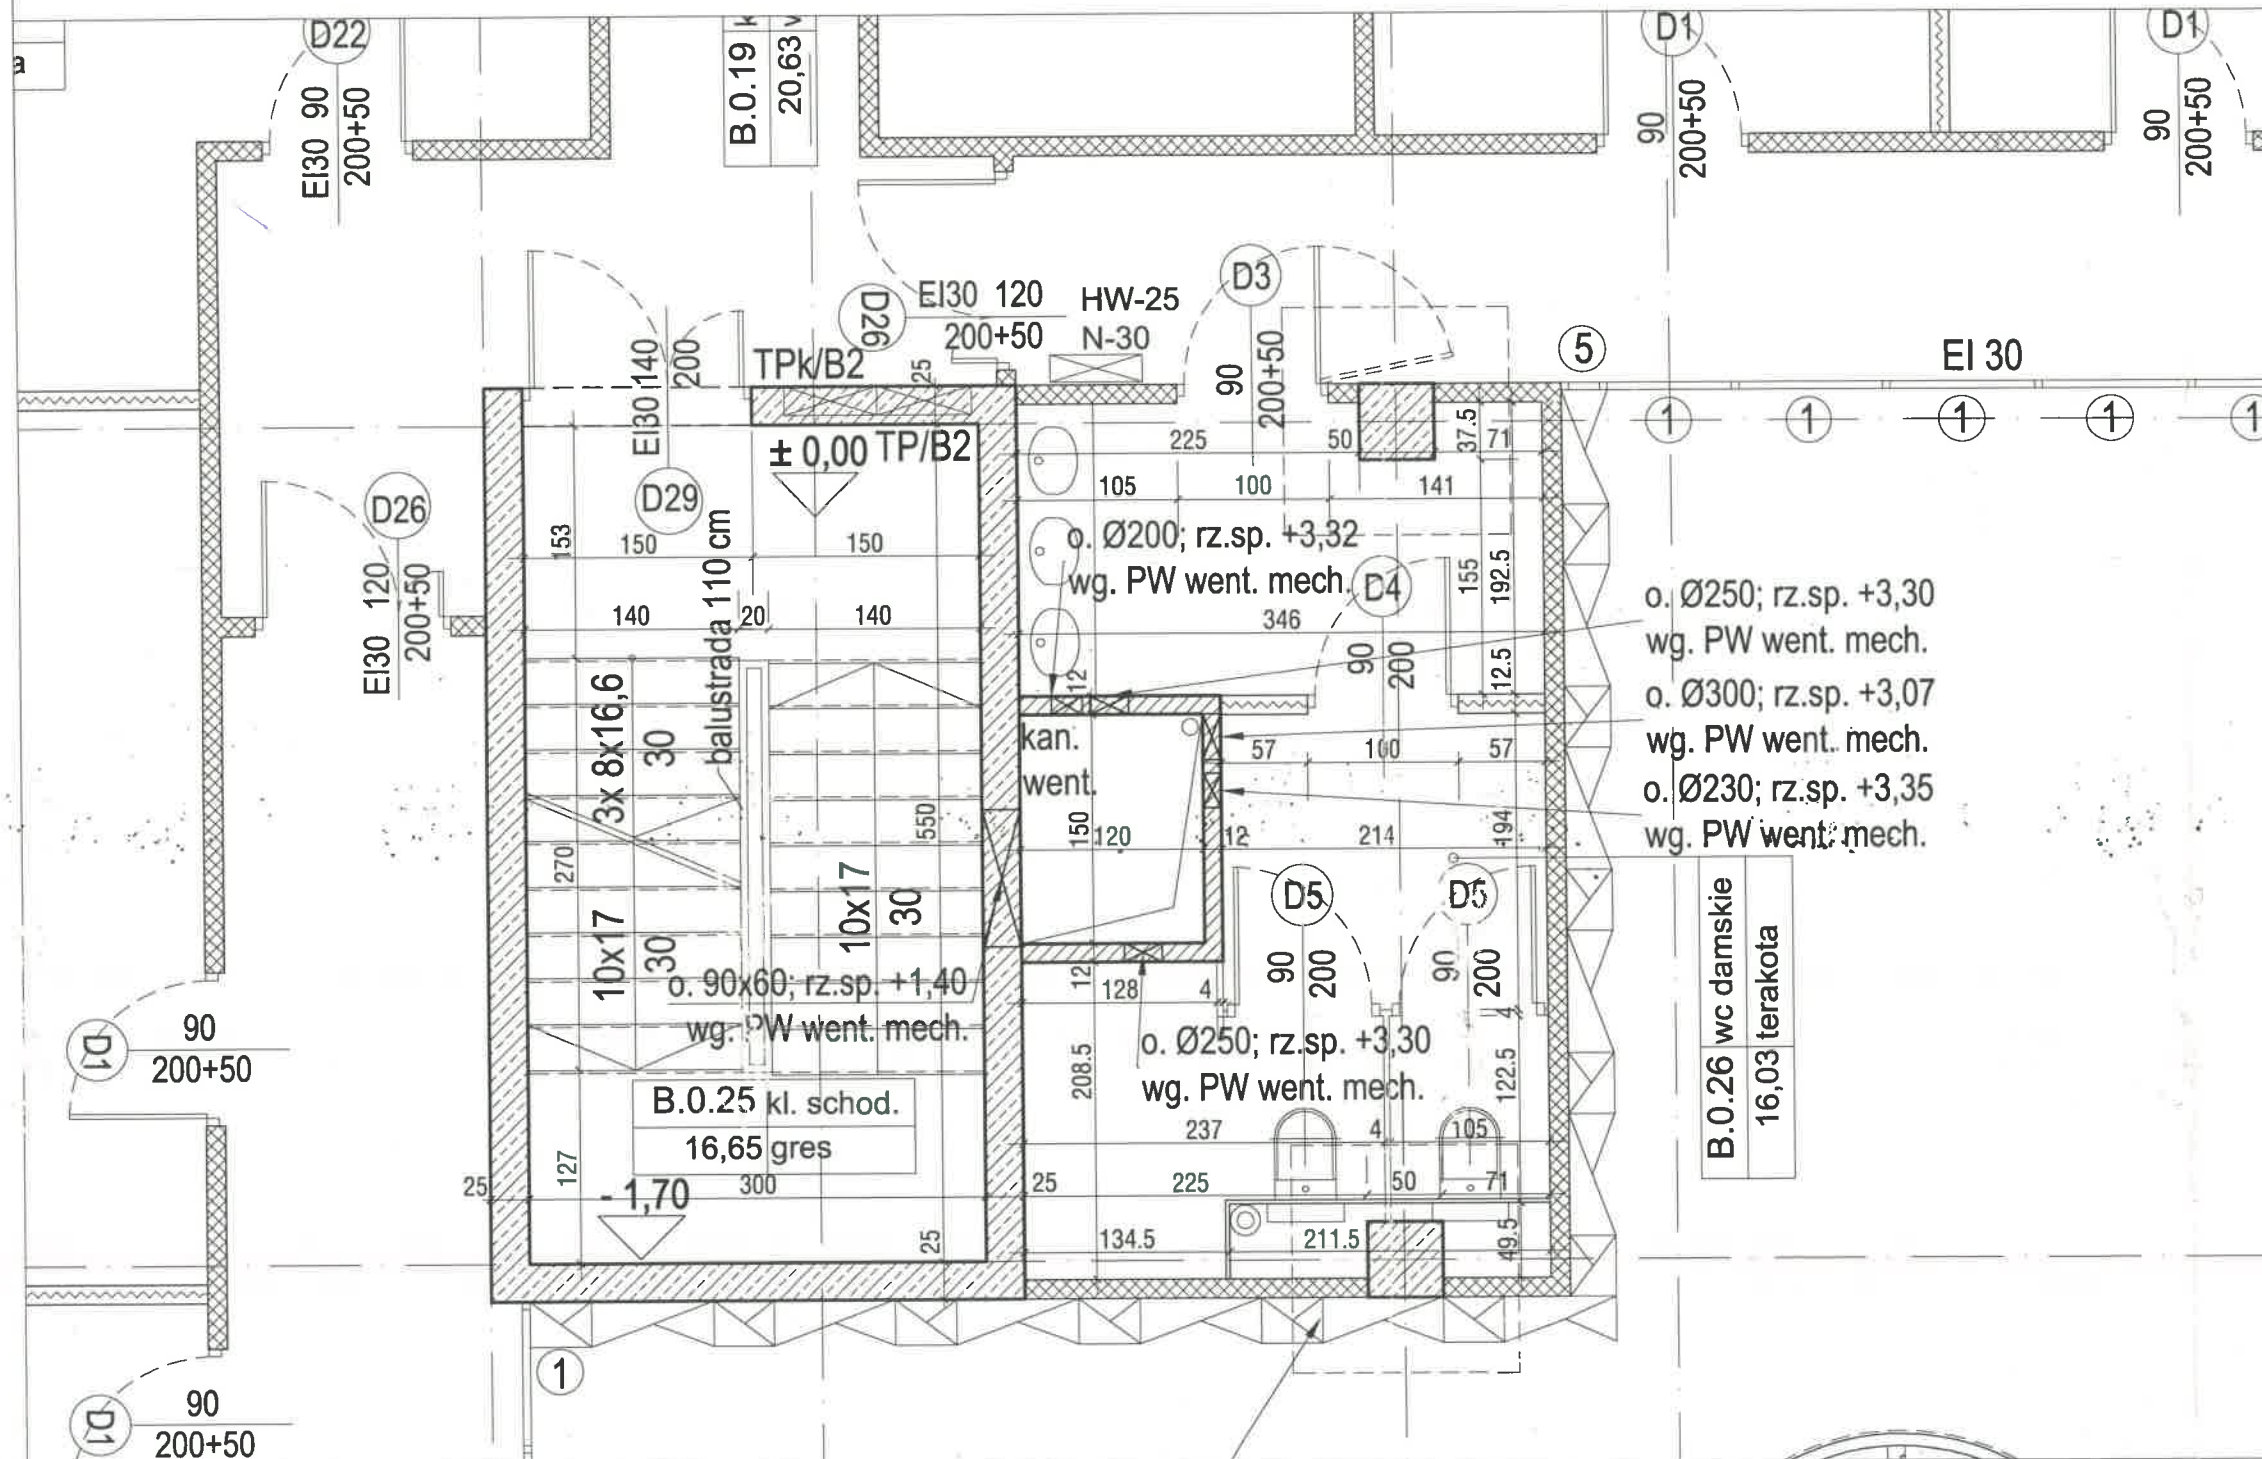 a
D22
EI30 90
200+50
B.0.19
20,63
D1
90
200+50
D1
90
200+50
D26
EI30 120
200+50
HW-25
N-30
D3
90
200+50
5
EI 30
1
1
1
1
1
EI30 140
200
D29
TPk/B2
25
± 0,00 TP/B2
D26
EI30 120
200+50
153
150
150
140
20
140
balustrada 110 cm
3x 8x16,6
30
270
10x17
30
10x17
30
550
o. 90x60; rz.sp. +1,40
wg. PW went. mech.
B.0.25 kl. schod.
16,65 gres
127
- 1,70
300
25
25
225
50
37.5
71
105
100
141
o. Ø200; rz.sp. +3,32
wg. PW went. mech.
D4
90
200
155
192.5
346
12.5
12
o. Ø250; rz.sp. +3,30
wg. PW went. mech.
o. Ø300; rz.sp. +3,07
wg. PW went. mech.
o. Ø230; rz.sp. +3,35
wg. PW went. mech.
kan.
went.
57
100
57
150
120
12
214
194
D5
90
200
D5
90
200
12
128
4
4
o. Ø250; rz.sp. +3,30
wg. PW went. mech.
208.5
122.5
237
4
105
25
225
50
71
134.5
211.5
49.5
B.0.26 wc damskie
16,03 terakota
D1
90
200+50
D1
90
200+50
1